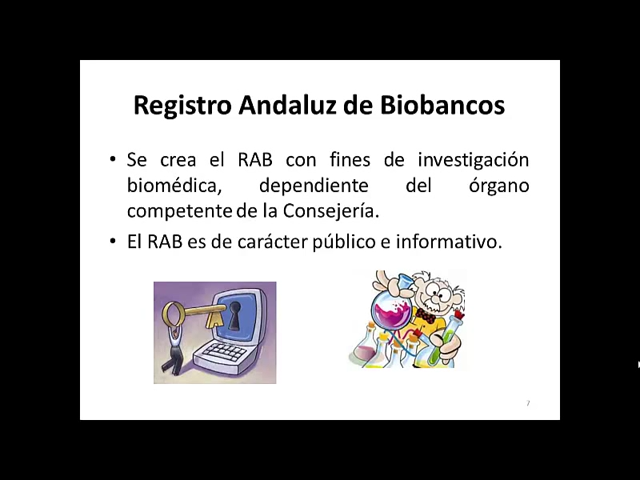 Registro Andaluz de Biobancos
• Se crea el RAB con fines de investigación
biomédica, dependiente del órgano
competente de la Consejería.
• El RAB es de carácter público e informativo.
7